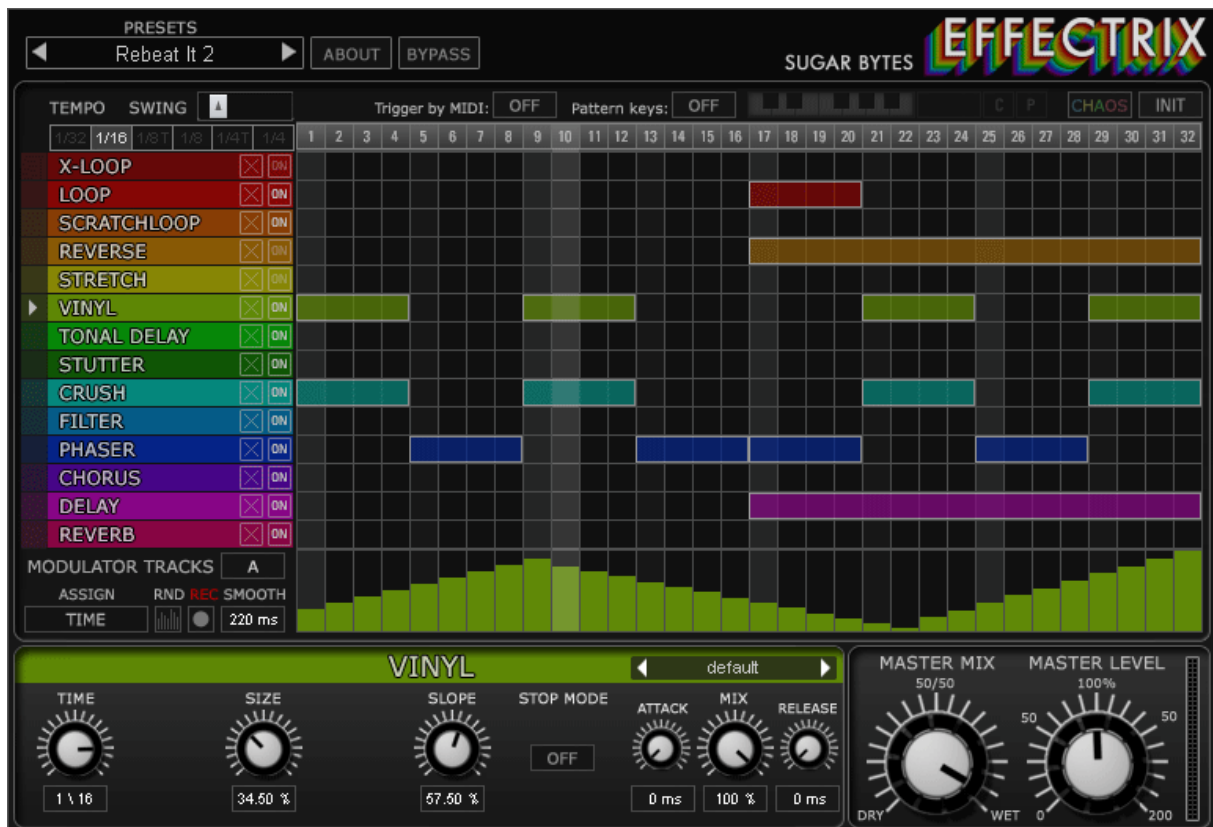 PRESETS
Rebeat It 2
ABOUT BYPASS
SUGAR BYTES EFFECTRIX
TEMPO SWING
Trigger by MIDI: OFF Pattern keys: OFF C P CHAOS INIT
1/32 1/16 1/8T 1/8 1/4T 1/4 1 2 3 4 5 6 7 8 9 10 11 12 13 14 15 16 17 18 19 20 21 22 23 24 25 26 27 28 29 30 31 32
X-LOOP ON
LOOP ON
SCRATCHLOOP ON
REVERSE ON
STRETCH ON
VINYL ON
TONAL DELAY ON
STUTTER ON
CRUSH ON
FILTER ON
PHASER ON
CHORUS ON
DELAY ON
REVERB ON
MODULATOR TRACKS A
ASSIGN RND REC SMOOTH
TIME 220 ms
VINYL default
TIME SIZE SLOPE STOP MODE ATTACK MIX RELEASE
OFF
1 \ 16 34.50 % 57.50 % 0 ms 100 % 0 ms
MASTER MIX MASTER LEVEL
50/50 100%
50 50
DRY WET 0 200